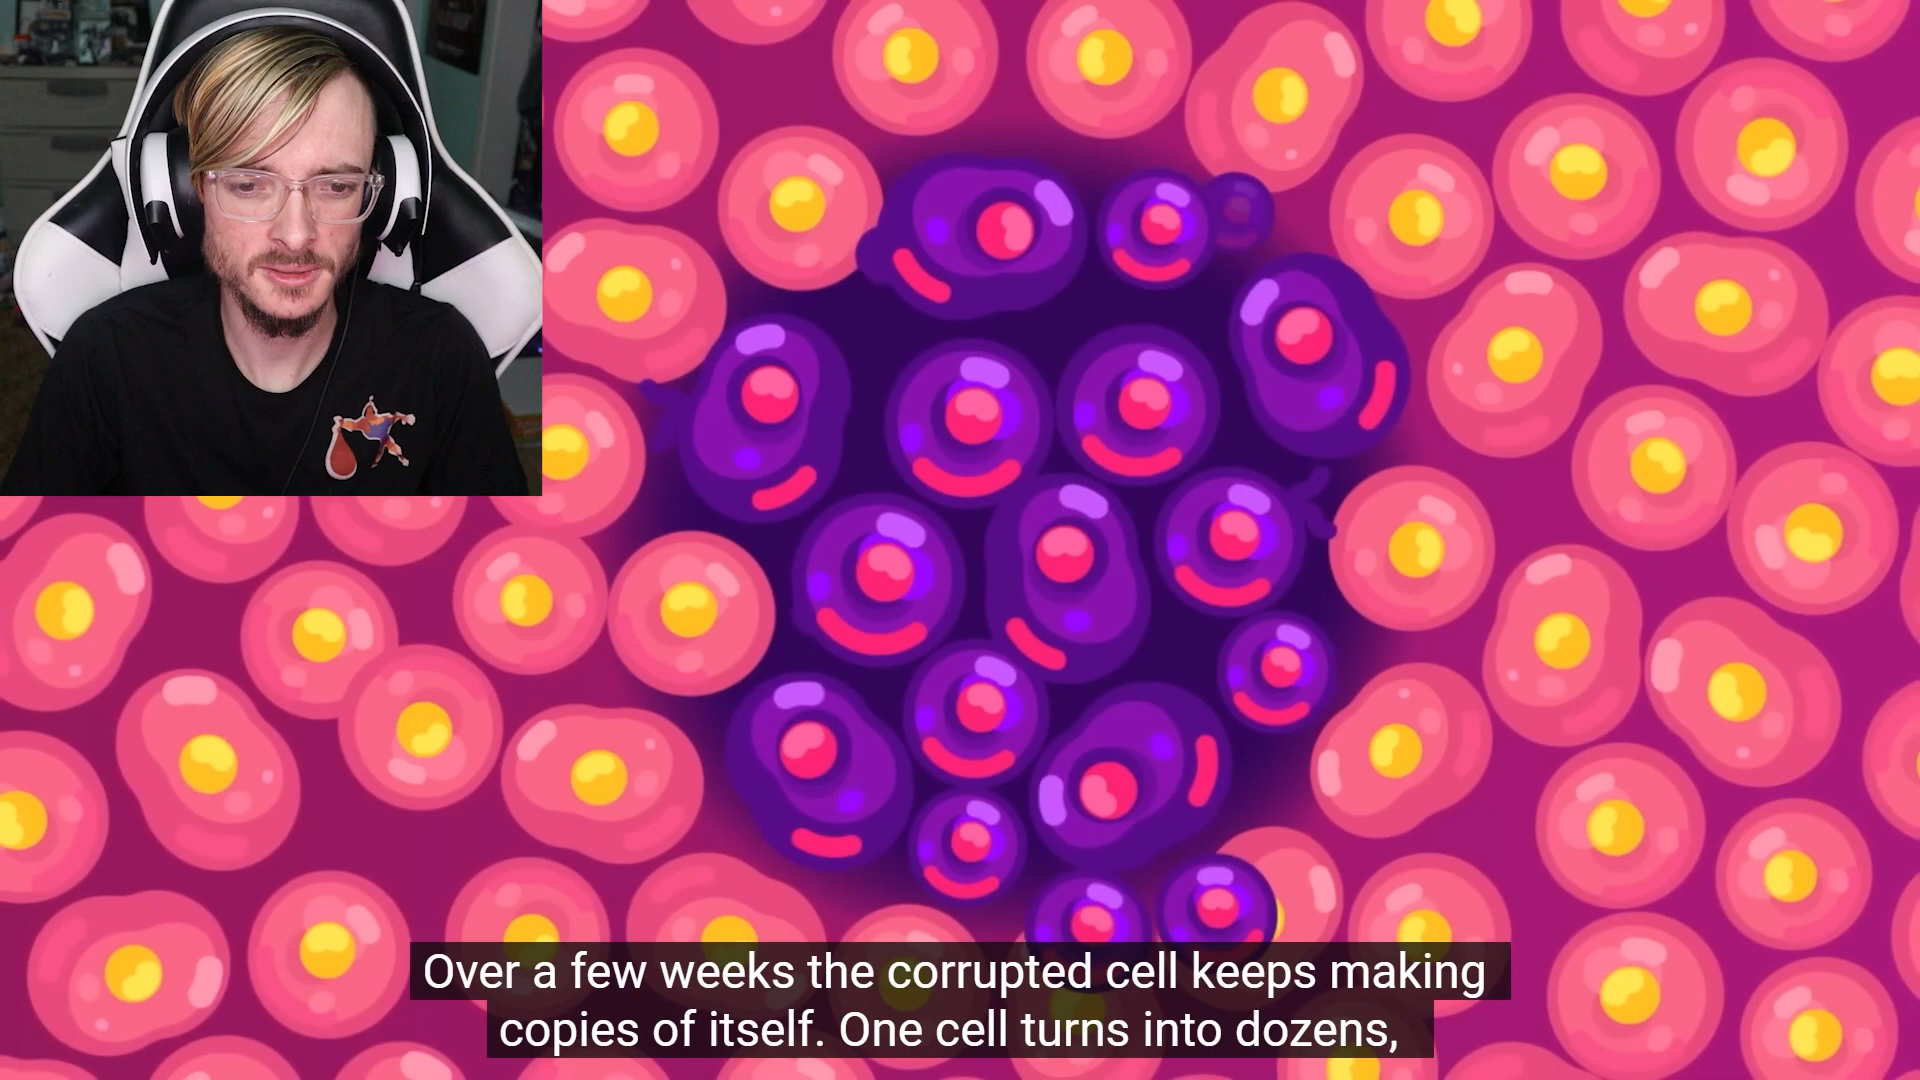 Over a few weeks the corrupted cell keeps making
copies of itself. One cell turns into dozens,